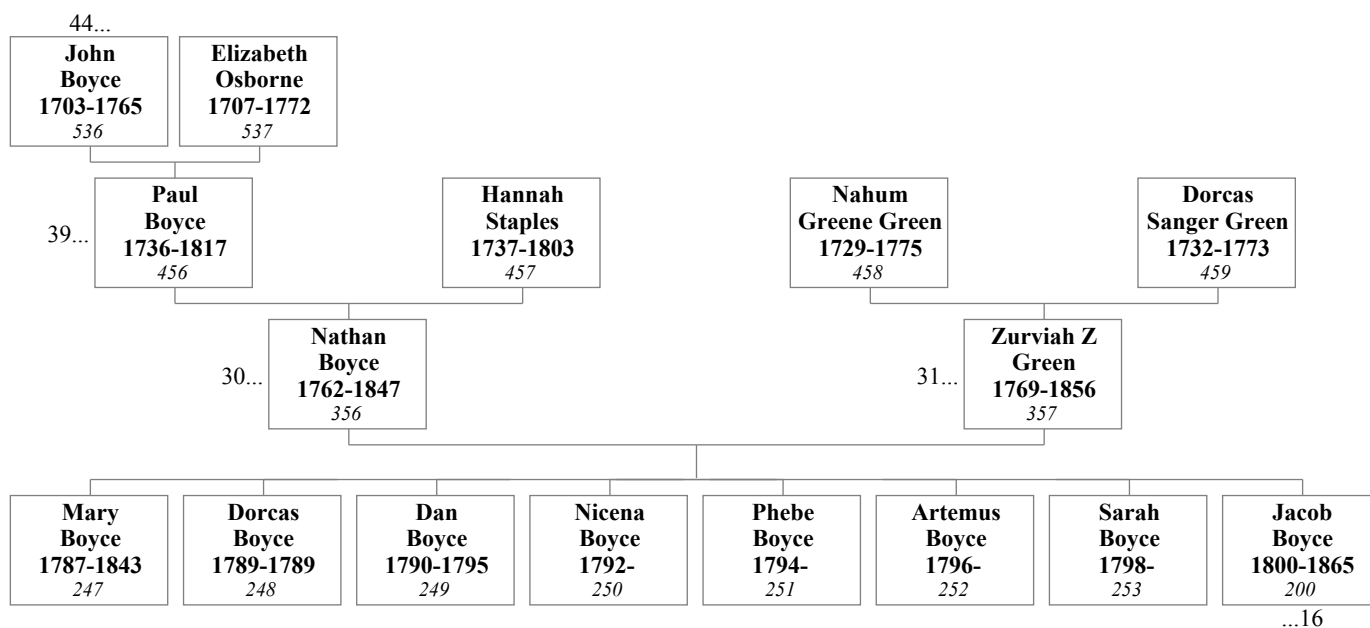 44...
John
Boyce
1703-1765
536
Elizabeth
Osborne
1707-1772
537
39...
Paul
Boyce
1736-1817
456
Hannah
Staples
1737-1803
457
Nahum
Greene Green
1729-1775
458
Dorcas
Sanger Green
1732-1773
459
30...
Nathan
Boyce
1762-1847
356
31...
Zurviah Z
Green
1769-1856
357
Mary
Boyce
1787-1843
247
Dorcas
Boyce
1789-1789
248
Dan
Boyce
1790-1795
249
Nicena
Boyce
1792-
250
Phebe
Boyce
1794-
251
Artemus
Boyce
1796-
252
Sarah
Boyce
1798-
253
Jacob
Boyce
1800-1865
200
...16